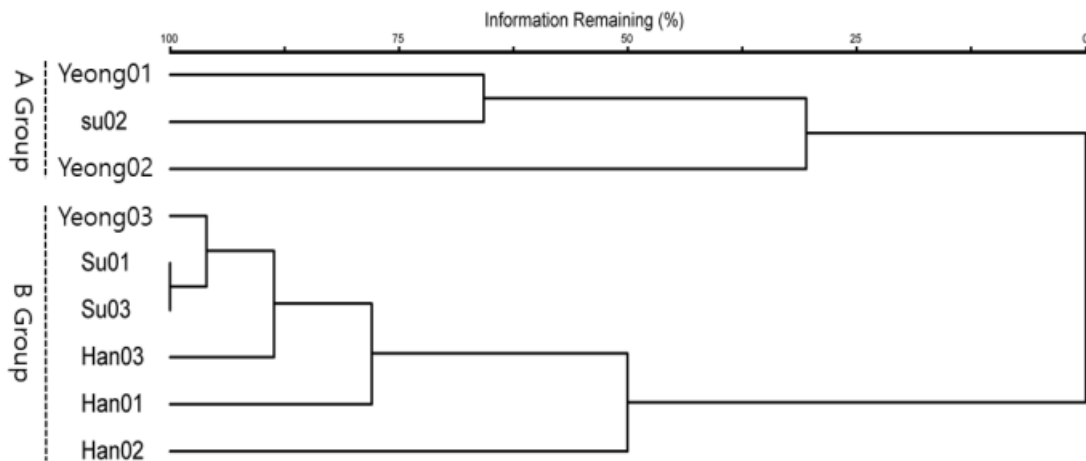 Information Remaining (%)
100 75 50 25 0
A Group
Yeong01
su02
Yeong02
B Group
Yeong03
Su01
Su03
Han03
Han01
Han02